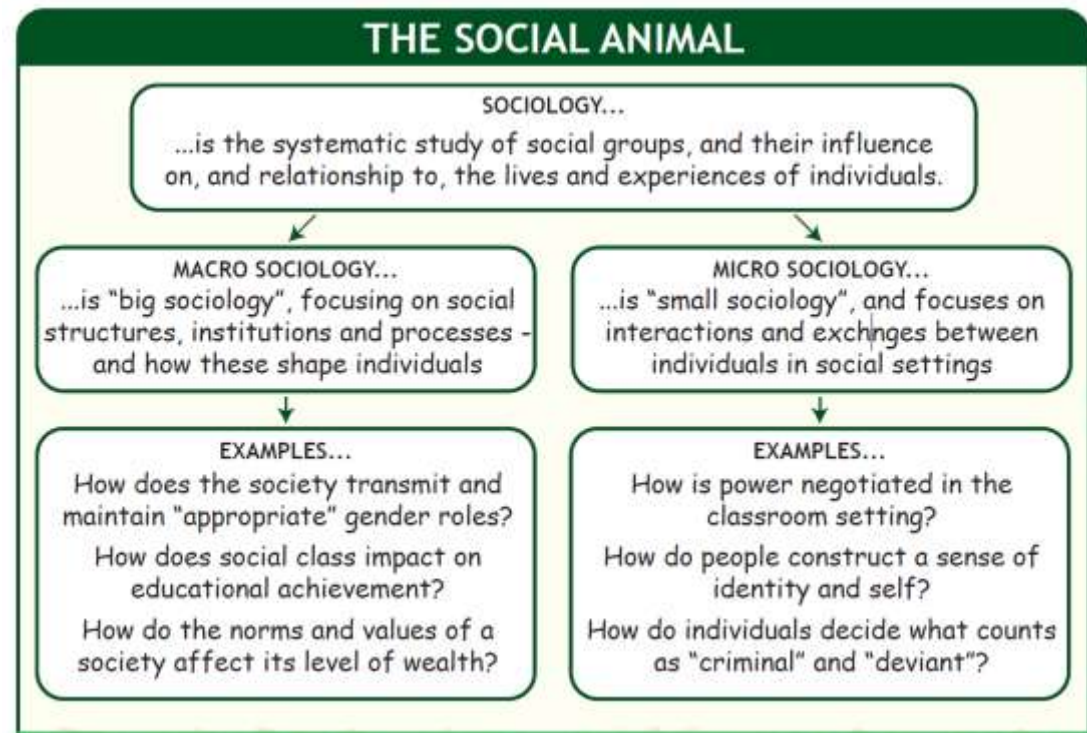 THE SOCIAL ANIMAL
SOCIOLOGY...
...is the systematic study of social groups, and their influence
on, and relationship to, the lives and experiences of individuals.
MACRO SOCIOLOGY...
...is “big sociology”, focusing on social
structures, institutions and processes -
and how these shape individuals
MICRO SOCIOLOGY...
...is “small sociology”, and focuses on
interactions and exchnges between
individuals in social settings
EXAMPLES...
How does the society transmit and
maintain “appropriate” gender roles?
How does social class impact on
educational achievement?
How do the norms and values of a
society affect its level of wealth?
EXAMPLES...
How is power negotiated in the
classroom setting?
How do people construct a sense of
identity and self?
How do individuals decide what counts
as “criminal” and “deviant”?